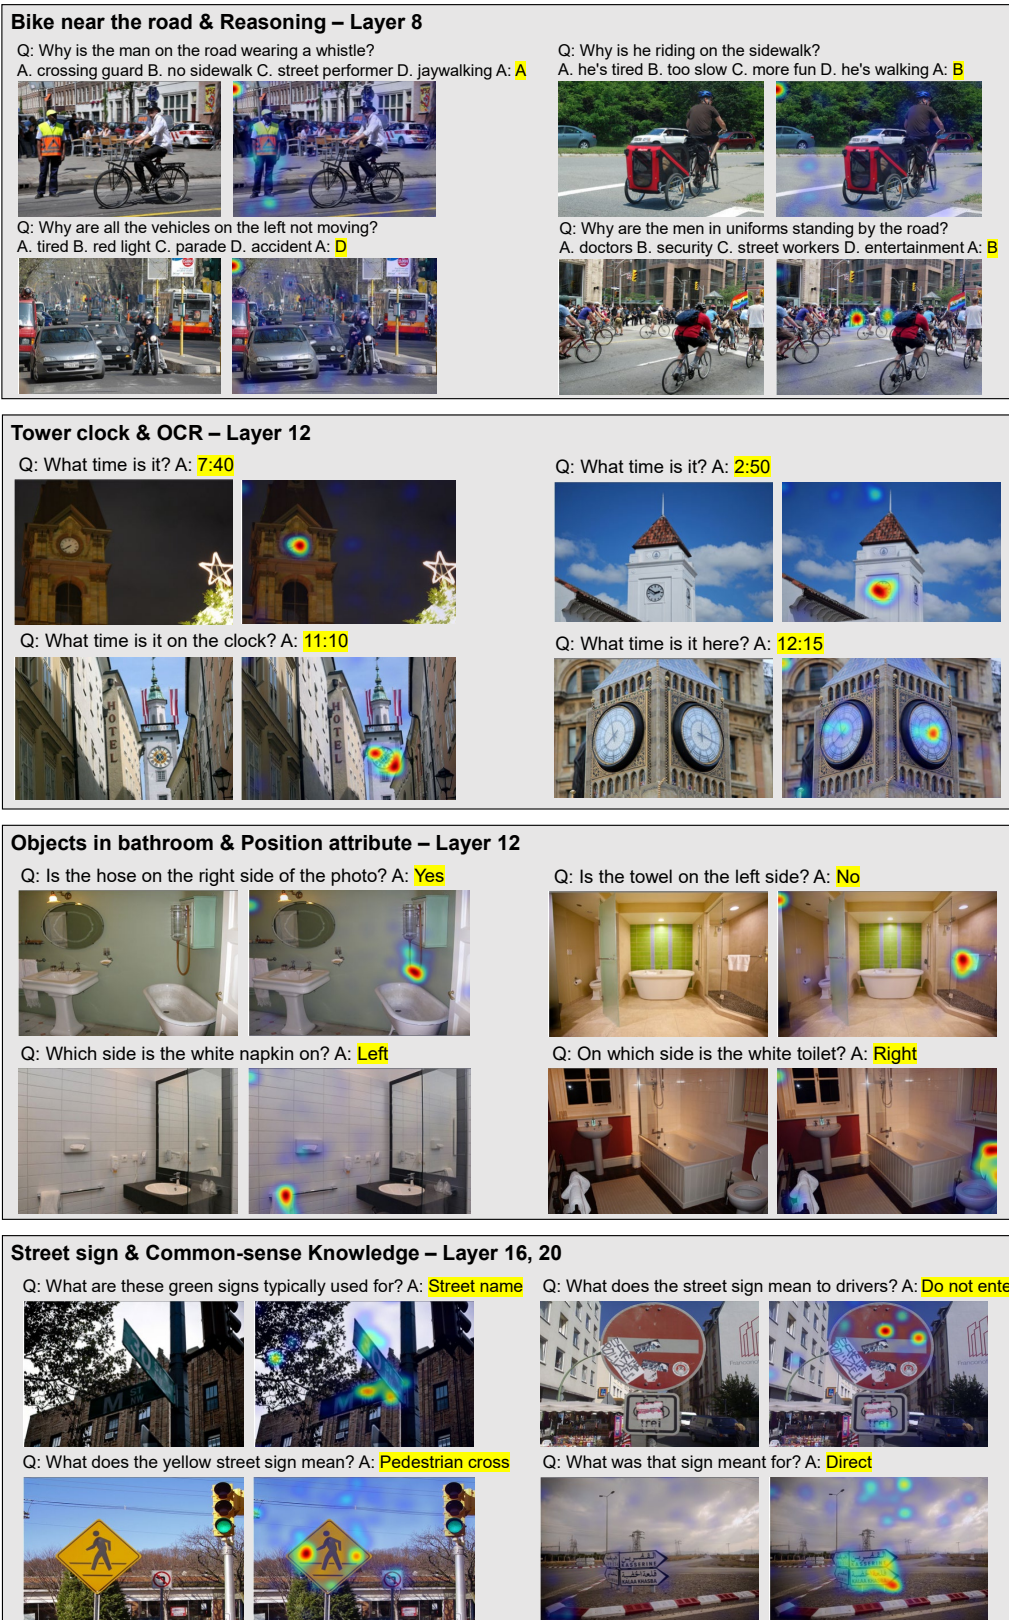 Bike near the road & Reasoning – Layer 8
Q: Why is the man on the road wearing a whistle?
A. crossing guard B. no sidewalk C. street performer D. jaywalking A: A
Q: Why is he riding on the sidewalk?
A. he's tired B. too slow C. more fun D. he's walking A: B
Q: Why are all the vehicles on the left not moving?
A. tired B. red light C. parade D. accident A: D
Q: Why are the men in uniforms standing by the road?
A. doctors B. security C. street workers D. entertainment A: B
Tower clock & OCR – Layer 12
Q: What time is it? A: 7:40
Q: What time is it? A: 2:50
Q: What time is it on the clock? A: 11:10
HOTEL
HOTEL
Q: What time is it here? A: 12:15
Objects in bathroom & Position attribute – Layer 12
Q: Is the hose on the right side of the photo? A: Yes
Q: Is the towel on the left side? A: No
Q: Which side is the white napkin on? A: Left
Q: On which side is the white toilet? A: Right
Street sign & Common-sense Knowledge – Layer 16, 20
Q: What are these green signs typically used for? A: Street name
Q: What does the street sign mean to drivers? A: Do not ente
M ST
frei
Q: What does the yellow street sign mean? A: Pedestrian cross
Q: What was that sign meant for? A: Direct
KASSERINE
KALAA KHASBA